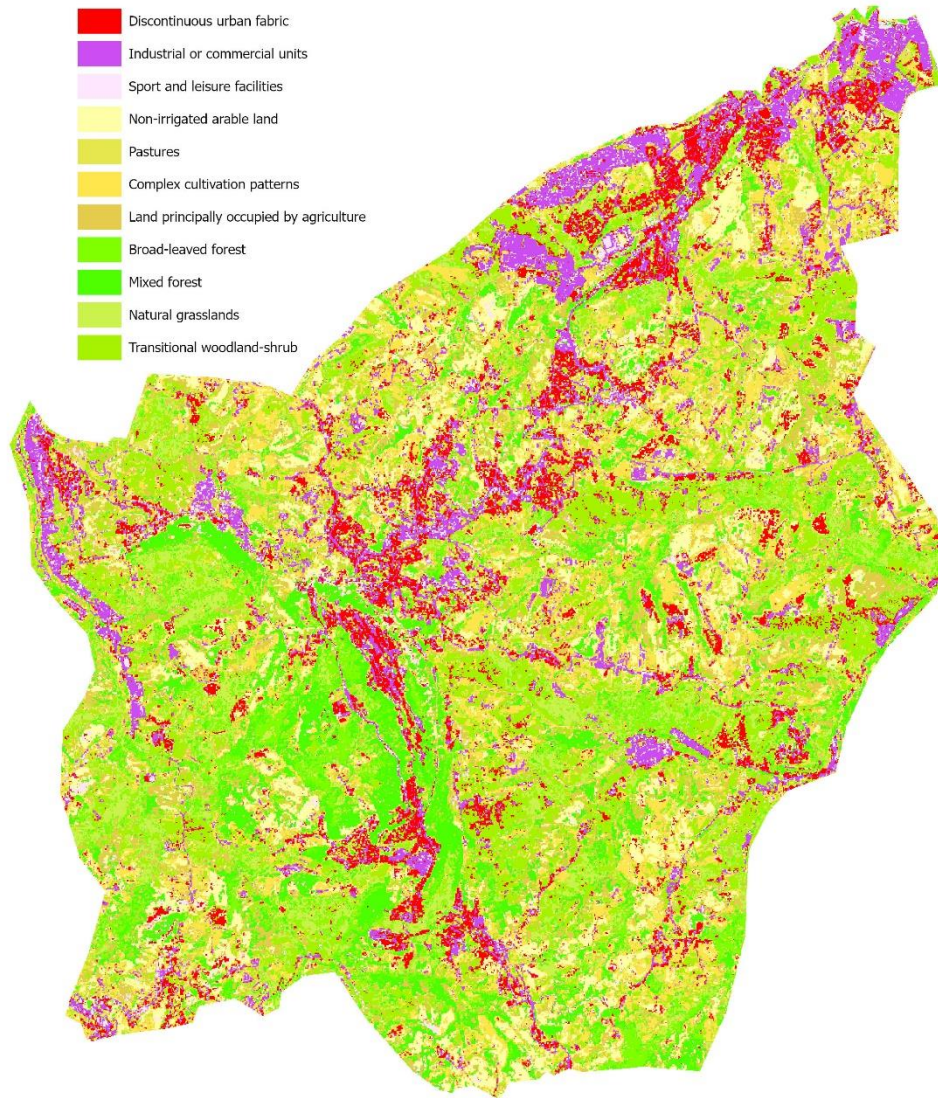 Discontinuous urban fabric
Industrial or commercial units
Sport and leisure facilities
Non-irrigated arable land
Pastures
Complex cultivation patterns
Land principally occupied by agriculture
Broad-leaved forest
Mixed forest
Natural grasslands
Transitional woodland-shrub